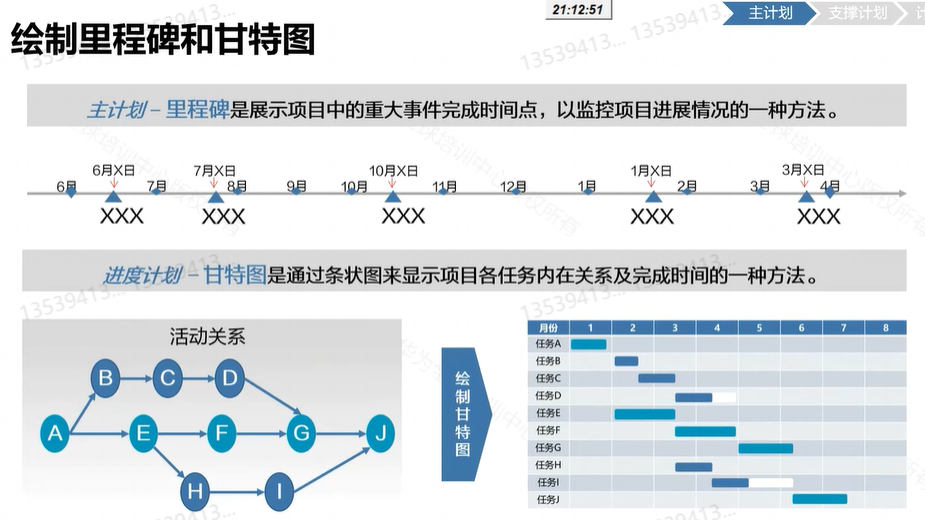 21:12:51
主计划 支撑计划
绘制里程碑和甘特图
主计划 – 里程碑是展示项目中的重大事件完成时间点，以监控项目进展情况的一种方法。
6月X日 7月X日 10月X日 1月X日 3月X日
6月 7月 8月 9月 10月 11月 12月 1月 2月 3月 4月
XXX XXX XXX XXX XXX
进度计划 – 甘特图是通过条状图来显示项目各任务内在关系及完成时间的一种方法。
活动关系
B C D
A E F G J
H I
绘制甘特图
月份 1 2 3 4 5 6 7 8
任务A
任务B
任务C
任务D
任务E
任务F
任务G
任务H
任务I
任务J
13539413...
13539413...
13539413...
13539413...